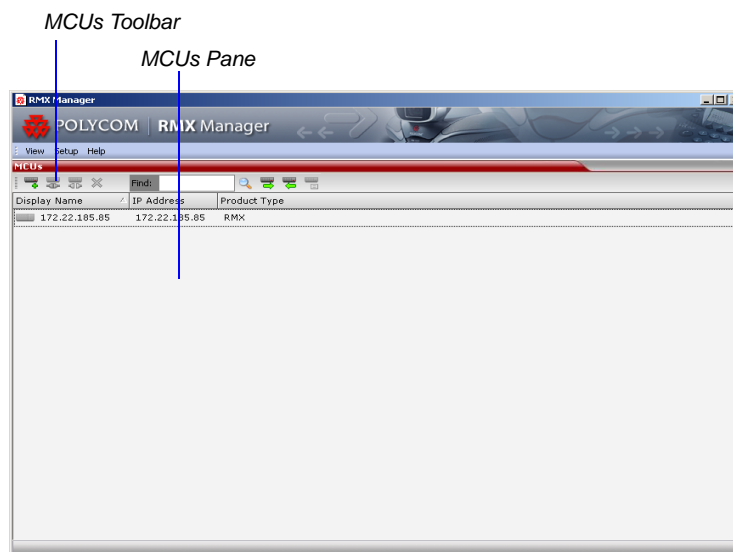 MCUs Toolbar
MCUs Pane
RMX Manager
POLYCOM | RMX Manager
View Setup Help
MCUs
Find:
Display Name IP Address Product Type
172.22.185.85 172.22.185.85 RMX